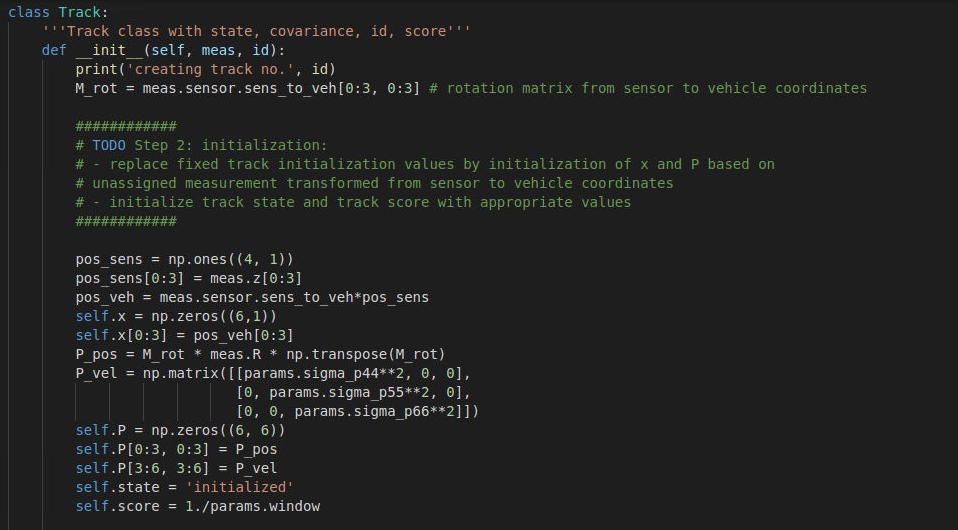 class Track:
    '''Track class with state, covariance, id, score'''
    def __init__(self, meas, id):
        print('creating track no.', id)
        M_rot = meas.sensor.sens_to_veh[0:3, 0:3] # rotation matrix from sensor to vehicle coordinates

        ############
        # TODO Step 2: initialization:
        # - replace fixed track initialization values by initialization of x and P based on
        # unassigned measurement transformed from sensor to vehicle coordinates
        # - initialize track state and track score with appropriate values
        ############

        pos_sens = np.ones((4, 1))
        pos_sens[0:3] = meas.z[0:3]
        pos_veh = meas.sensor.sens_to_veh*pos_sens
        self.x = np.zeros((6,1))
        self.x[0:3] = pos_veh[0:3]
        P_pos = M_rot * meas.R * np.transpose(M_rot)
        P_vel = np.matrix([[params.sigma_p44**2, 0, 0],
                           [0, params.sigma_p55**2, 0],
                           [0, 0, params.sigma_p66**2]])
        self.P = np.zeros((6, 6))
        self.P[0:3, 0:3] = P_pos
        self.P[3:6, 3:6] = P_vel
        self.state = 'initialized'
        self.score = 1./params.window